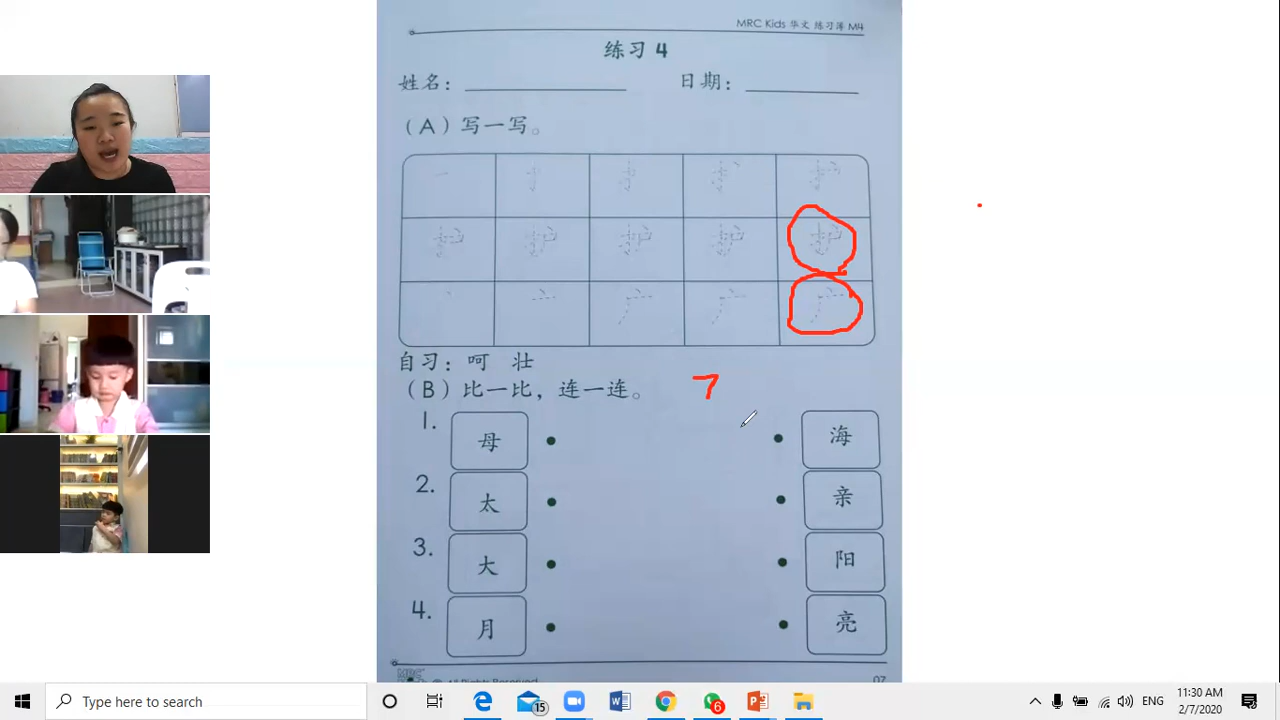 MRC Kids 华文 练习簿 M4
练习 4
姓名: 日期:
(A) 写一写。
自习: 呵 壮
(B) 比一比, 连一连。 7
1. 母 海
2. 太 亲
3. 大 阳
4. 月 亮
All Rights Reserved 07
Type here to search 15 6 ENG 11:30 AM
2/7/2020